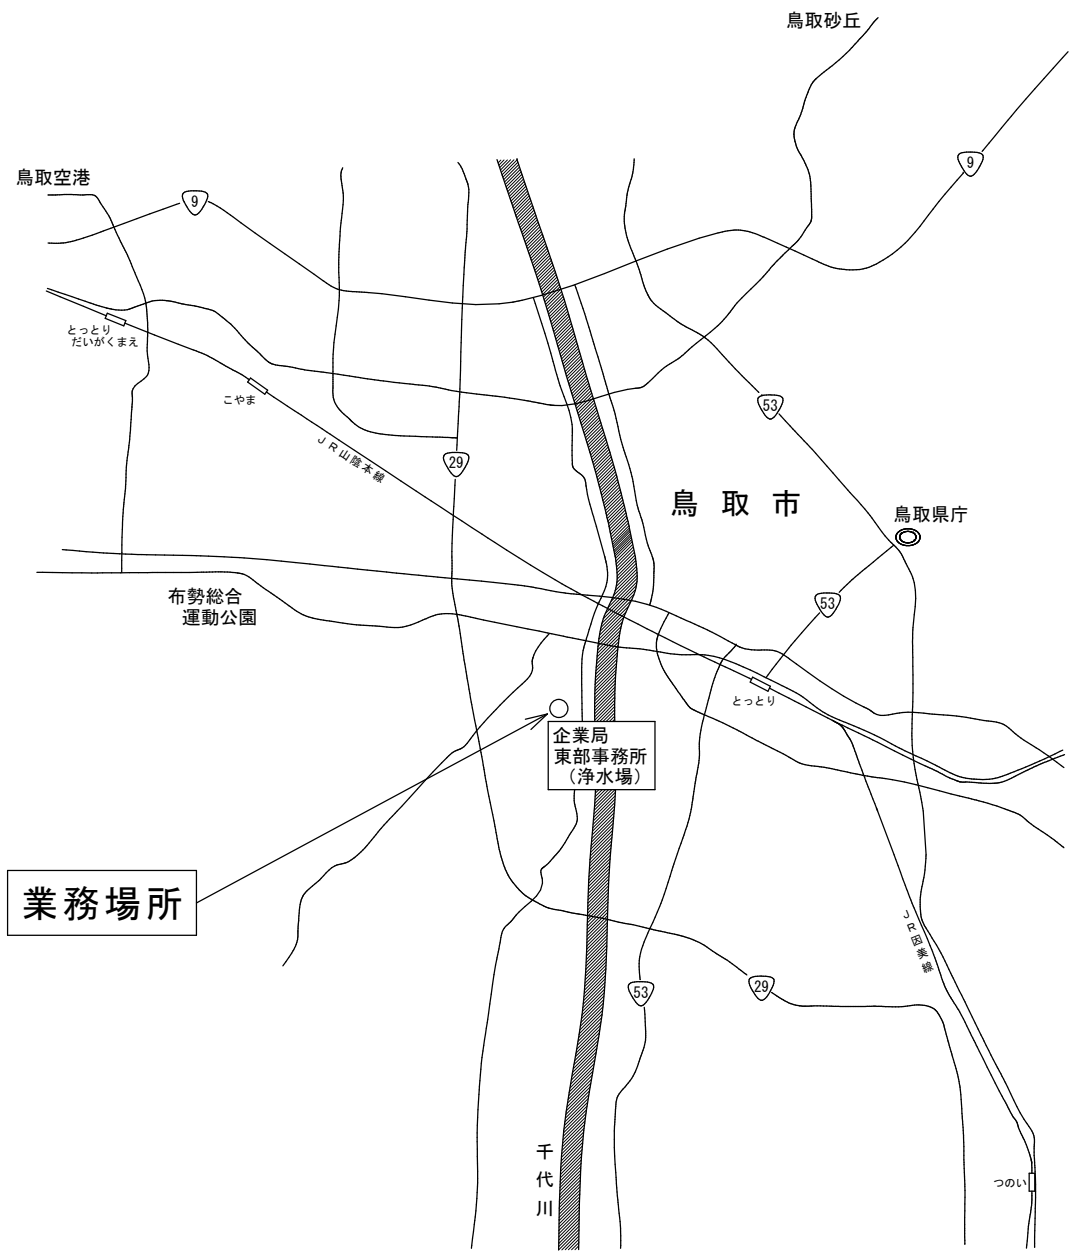 鳥取砂丘
9
鳥取空港
9
とっとり
だいがくまえ
こやま
JR山陰本線
53
29
鳥取市
鳥取県庁
布勢総合
運動公園
53
とっとり
企業局
東部事務所
（浄水場）
業務場所
JR因美線
53
29
千代川
つのい